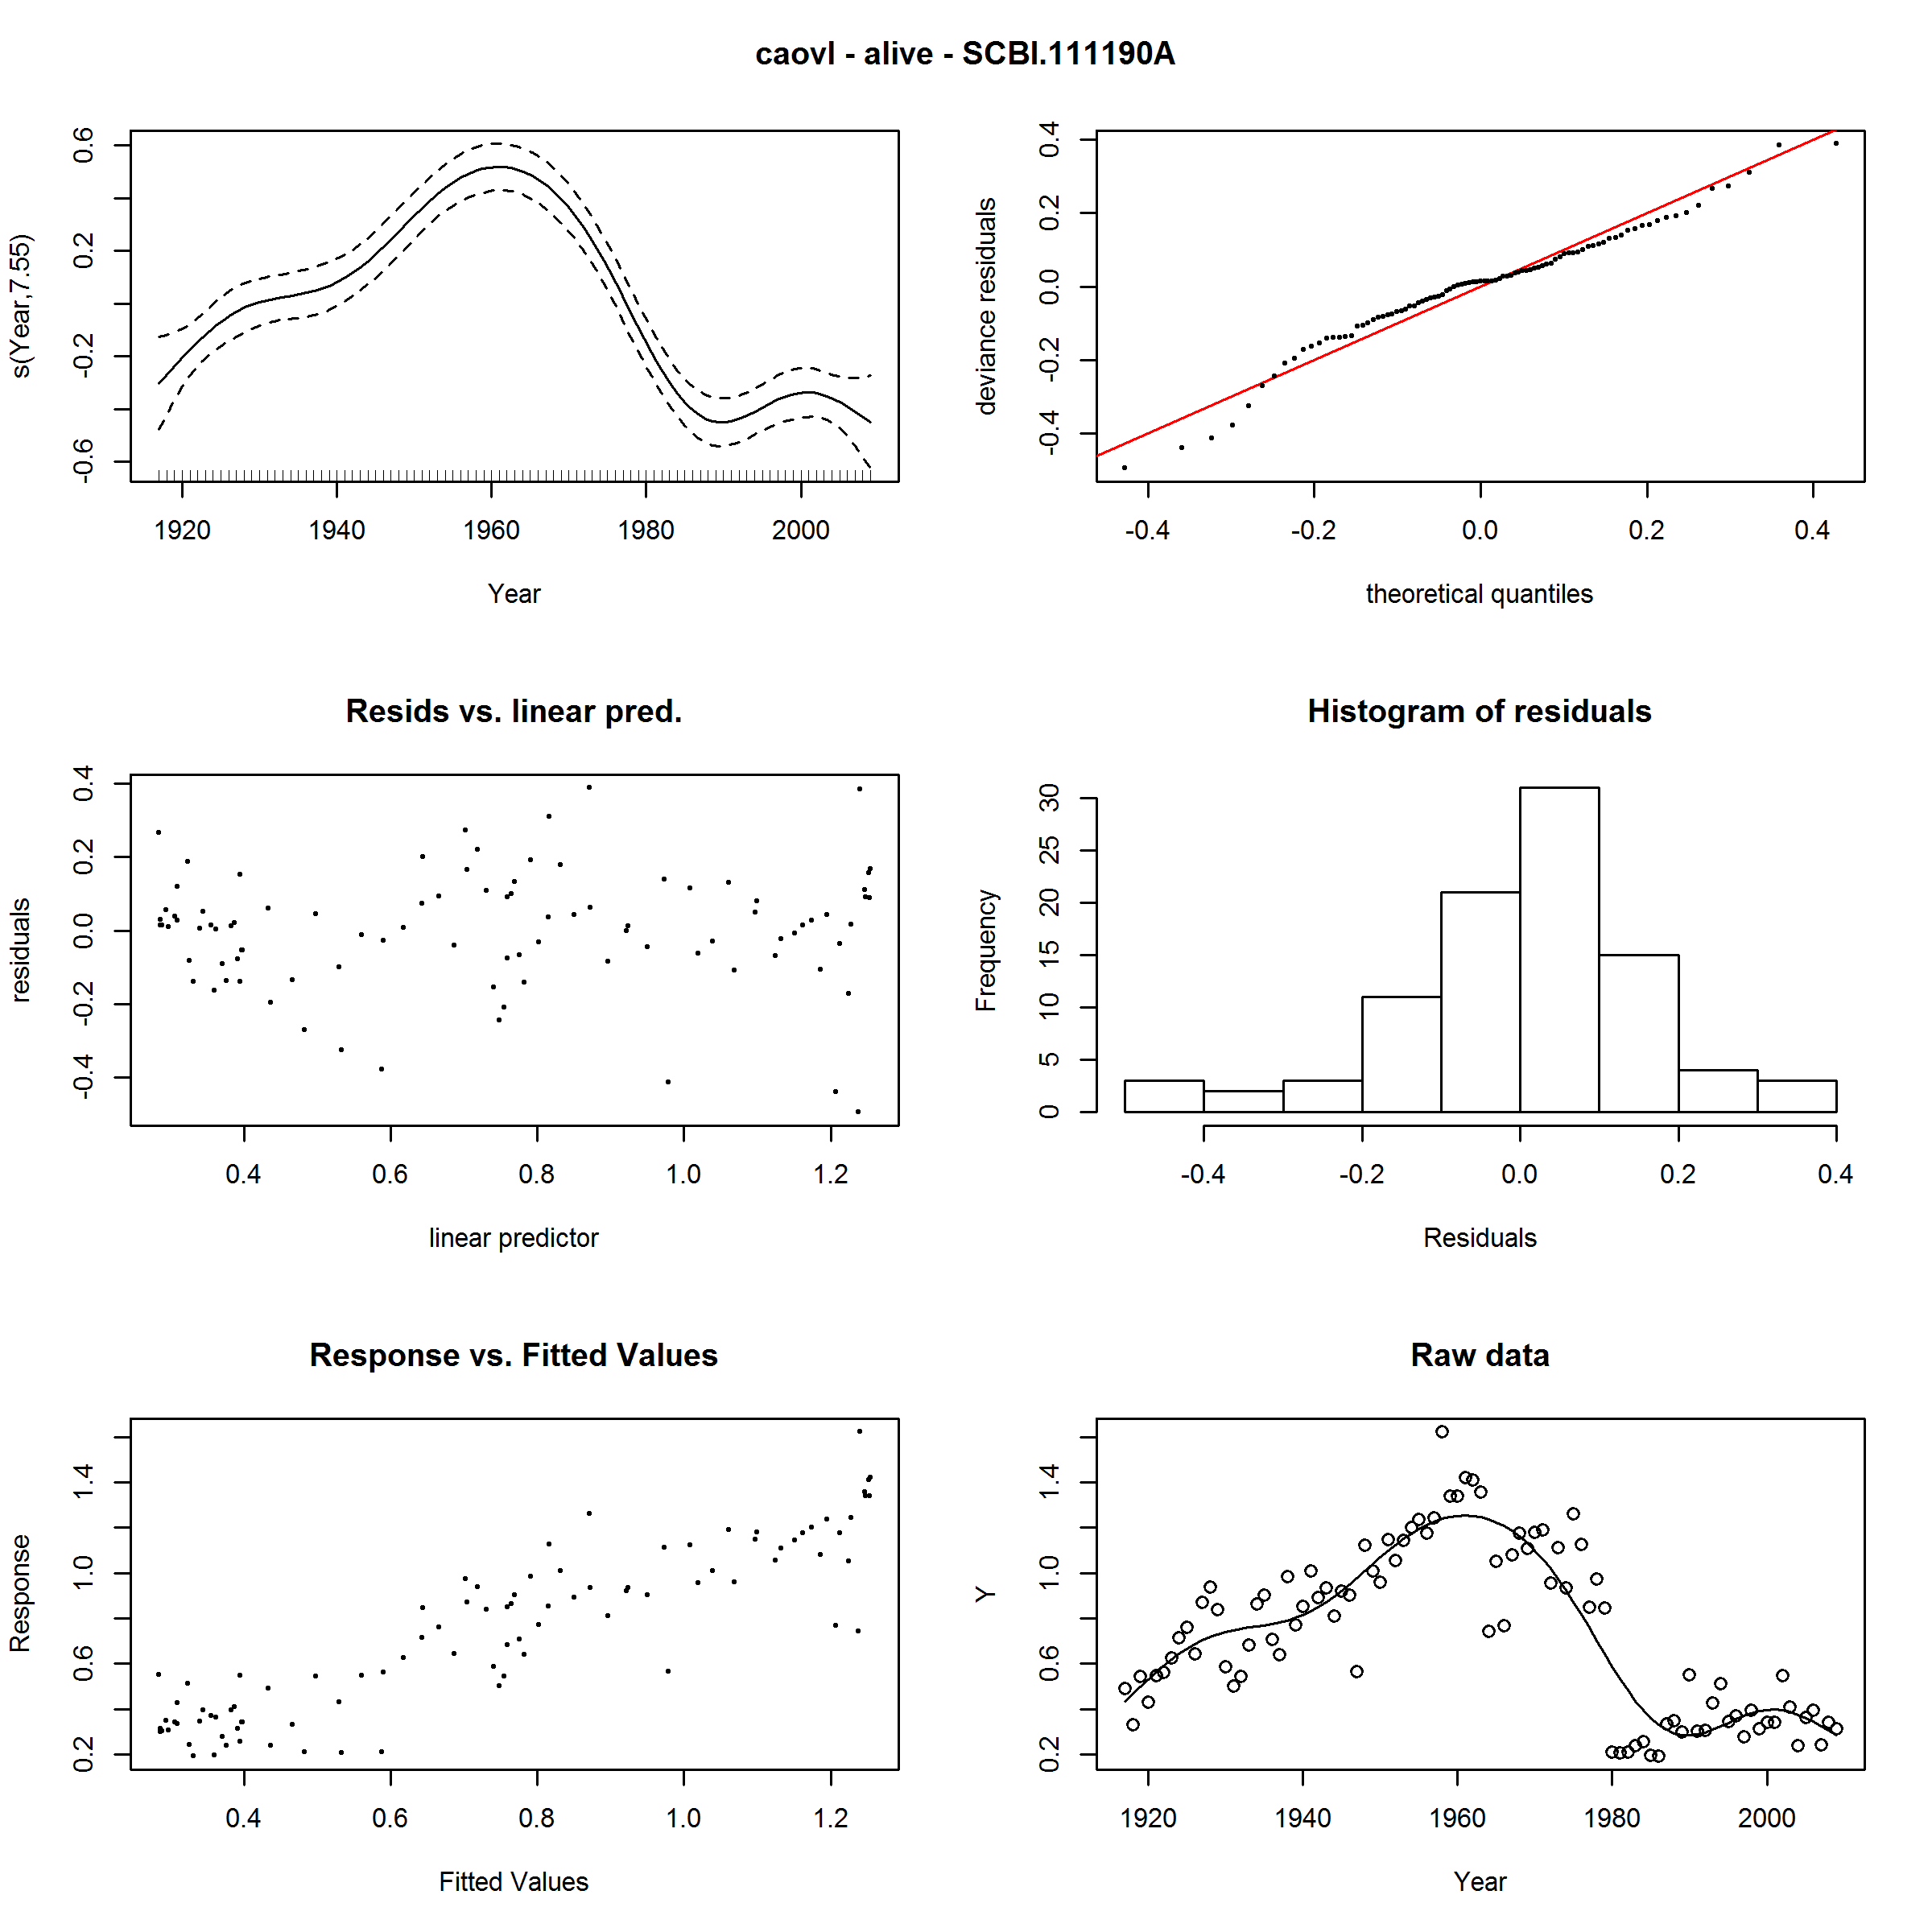 caovl - alive - SCBI.111190A
s(Year,7.55)
-0.6 -0.2 0.2 0.6
1920 1940 1960 1980 2000
Year
deviance residuals
-0.4 -0.2 0.0 0.2 0.4
-0.4 -0.2 0.0 0.2 0.4
theoretical quantiles
Resids vs. linear pred.
residuals
-0.4 -0.2 0.0 0.2 0.4
0.4 0.6 0.8 1.0 1.2
linear predictor
Histogram of residuals
Frequency
0 5 10 15 20 25 30
-0.4 -0.2 0.0 0.2 0.4
Residuals
Response vs. Fitted Values
Response
0.2 0.6 1.0 1.4
0.4 0.6 0.8 1.0 1.2
Fitted Values
Raw data
Y
0.2 0.6 1.0 1.4
1920 1940 1960 1980 2000
Year